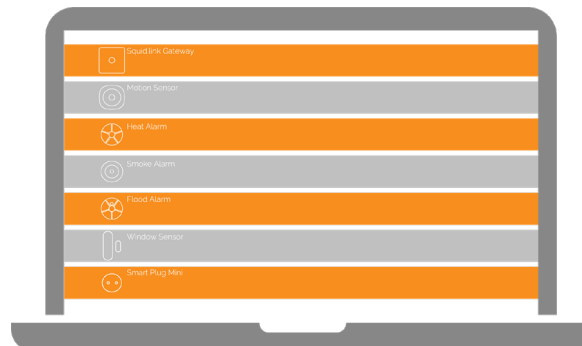 Squid.link Gateway
Motion Sensor
Heat Alarm
Smoke Alarm
Flood Alarm
Window Sensor
Smart Plug Mini